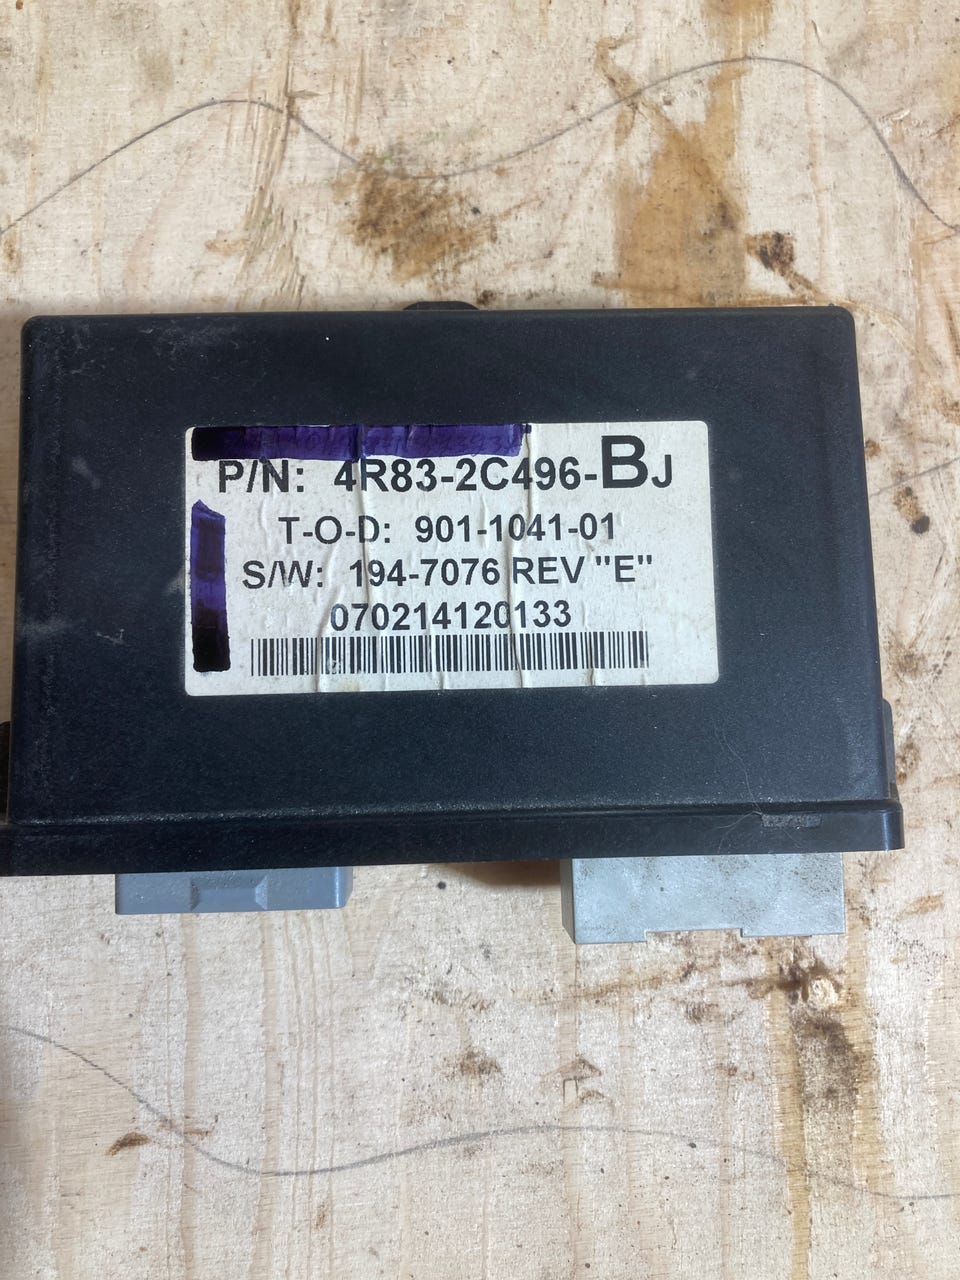 P/N: 4R83-2C496-BJ
T-O-D: 901-1041-01
S/W: 194-7076 REV "E"
070214120133